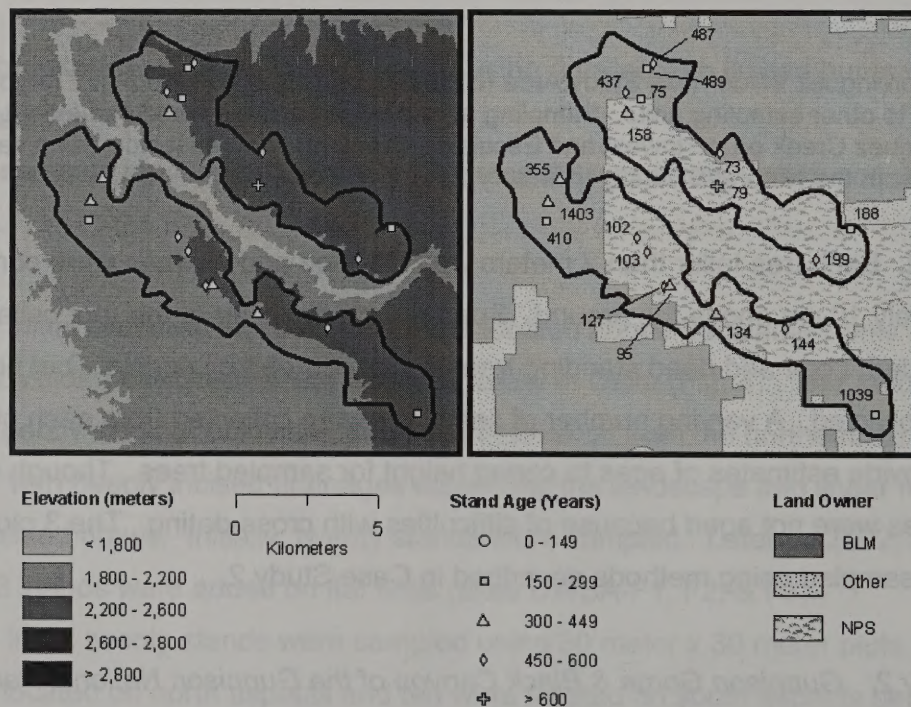 487
489
437
75
158
73
79
355
1403
410
188
102
103
199
127
95
134
144
1039
Elevation (meters)
< 1,800
1,800 - 2,200
2,200 - 2,600
2,600 - 2,800
> 2,800
0 5
Kilometers
Stand Age (Years)
0 - 149
150 - 299
300 - 449
450 - 600
> 600
Land Owner
BLM
Other
NPS